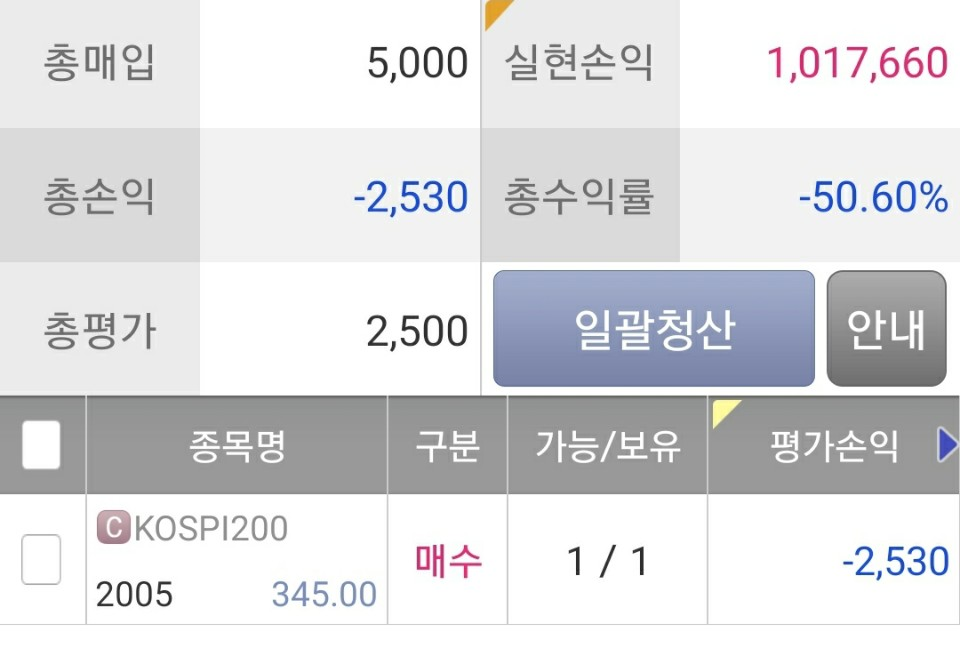 총매입 5,000 실현손익 1,017,660
총손익 -2,530 총수익률 -50.60%
총평가 2,500 일괄청산 안내
종목명 구분 가능/보유 평가손익
C KOSPI200
매수 1 / 1 -2,530
2005 345.00